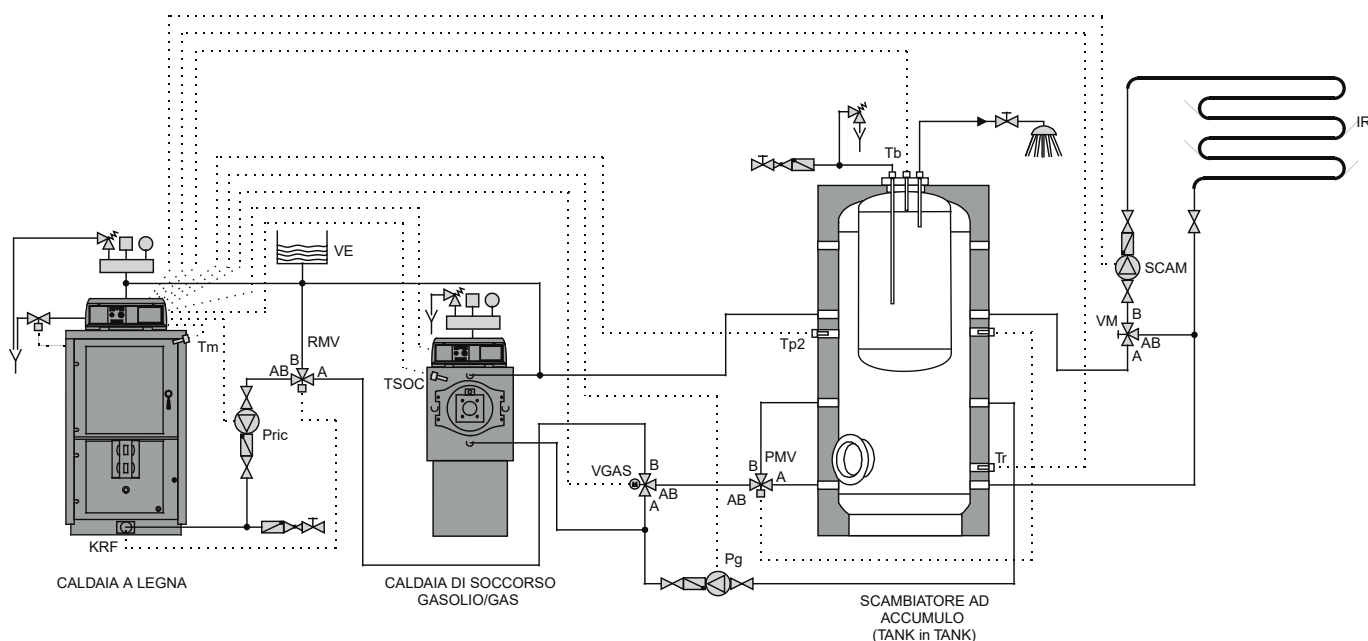 Tb
IR
VE
SCAM
B
VM
AB
A
Tm
RMV
B
AB
A
Tp2
TSOC
Pric
PMV
B
A
AB
Tr
VGAS
B
AB
A
M
KRF
Pg
CALDAIA A LEGNA
CALDAIA DI SOCCORSO
GASOLIO/GAS
SCAMBIATORE AD
ACCUMULO
(TANK in TANK)